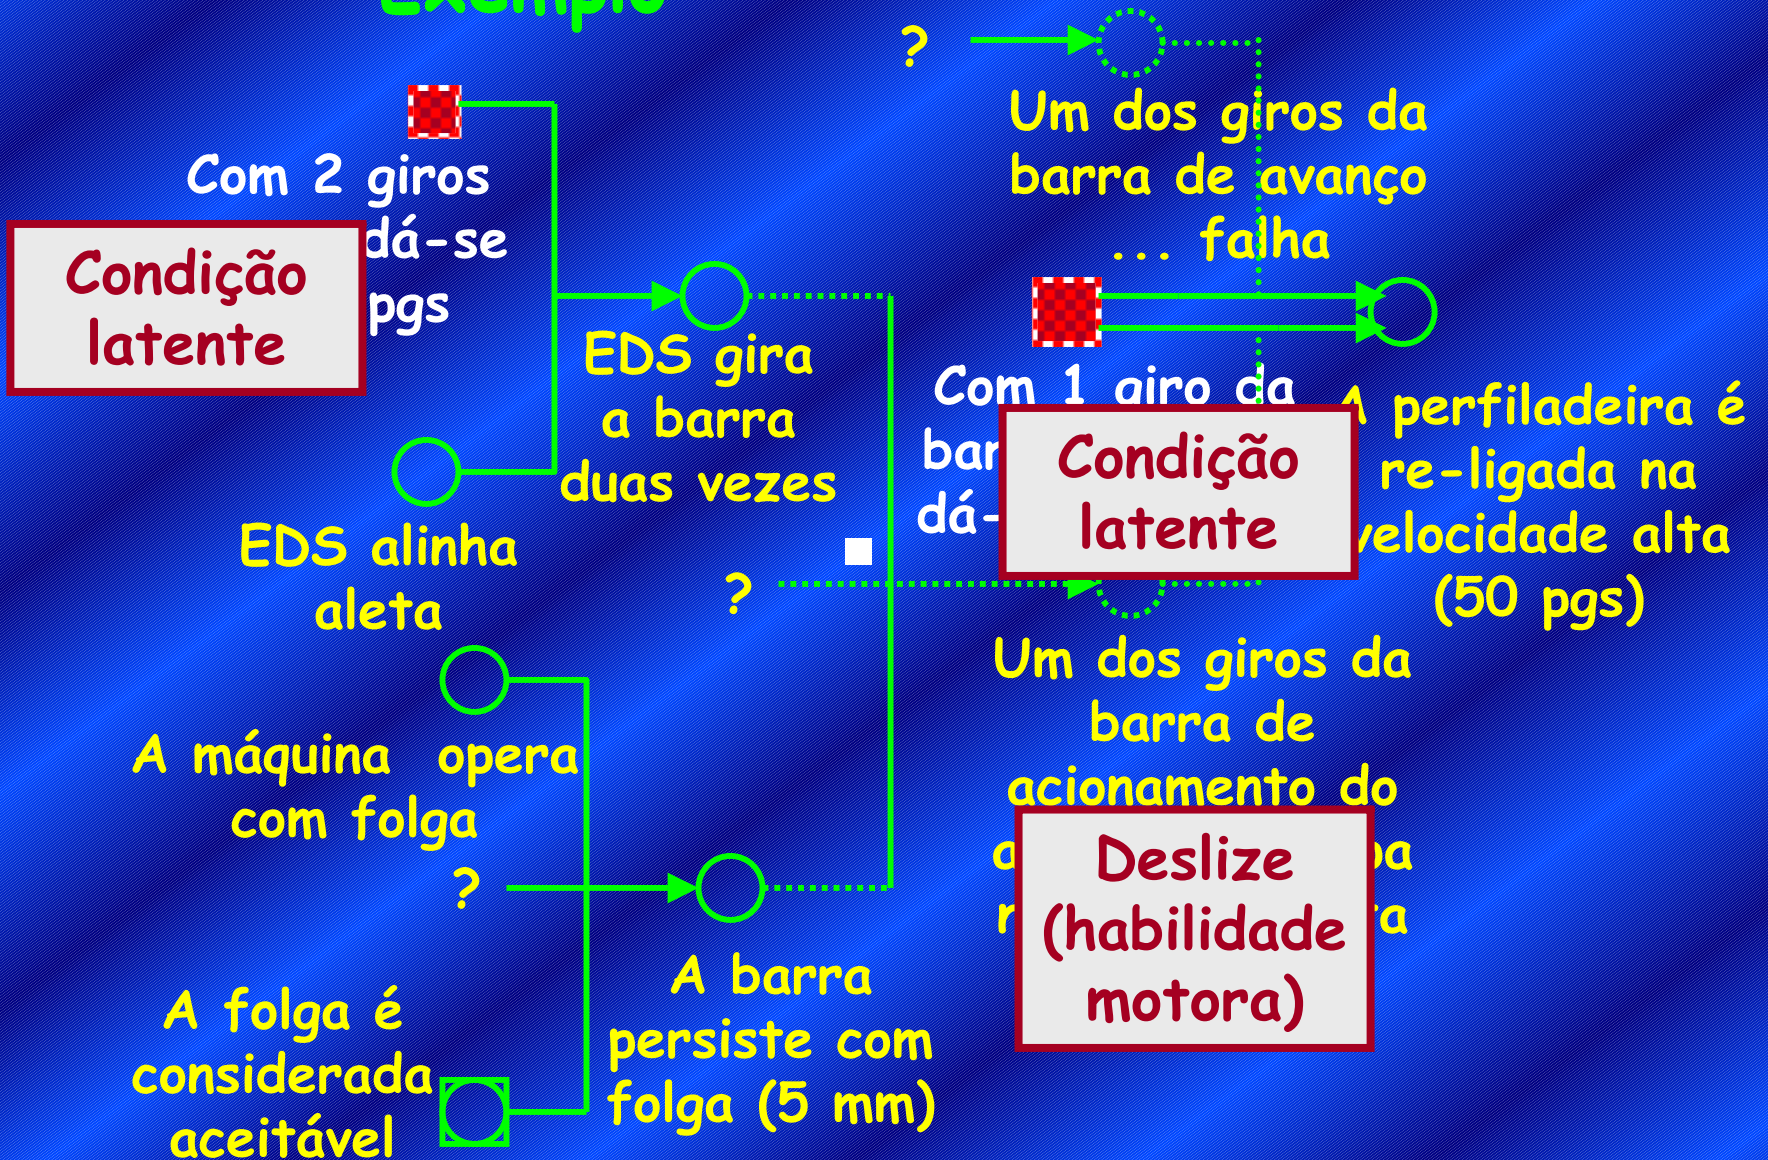 Exemplo
?
Um dos giros da
barra de avanço
... falha
Com 2 giros
dá-se
pgs
Condição
latente
EDS gira
a barra
duas vezes
Com 1 giro da
dá-
Condição
latente
A perfiladeira é
re-ligada na
velocidade alta
(50 pgs)
EDS alinha
aleta
?
Um dos giros da
barra de
acionamento do
Deslize
(habilidade
motora)
A máquina opera
com folga
?
A barra
persiste com
folga (5 mm)
A folga é
considerada
aceitável